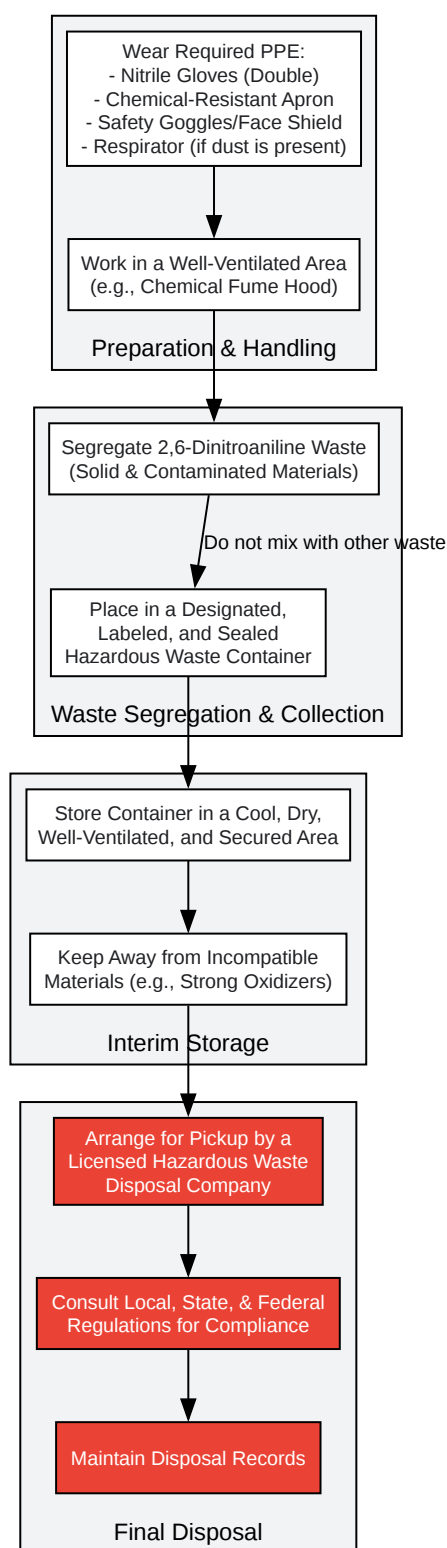 Wear Required PPE:
- Nitrile Gloves (Double)
- Chemical-Resistant Apron
- Safety Goggles/Face Shield
- Respirator (if dust is present)
Work in a Well-Ventilated Area
(e.g., Chemical Fume Hood)
Preparation & Handling
Segregate 2,6-Dinitroaniline Waste
(Solid & Contaminated Materials)
Do not mix with other waste
Place in a Designated,
Labeled, and Sealed
Hazardous Waste Container
Waste Segregation & Collection
Store Container in a Cool, Dry,
Well-Ventilated, and Secured Area
Keep Away from Incompatible
Materials (e.g., Strong Oxidizers)
Interim Storage
Arrange for Pickup by a
Licensed Hazardous Waste
Disposal Company
Consult Local, State, & Federal
Regulations for Compliance
Maintain Disposal Records
Final Disposal